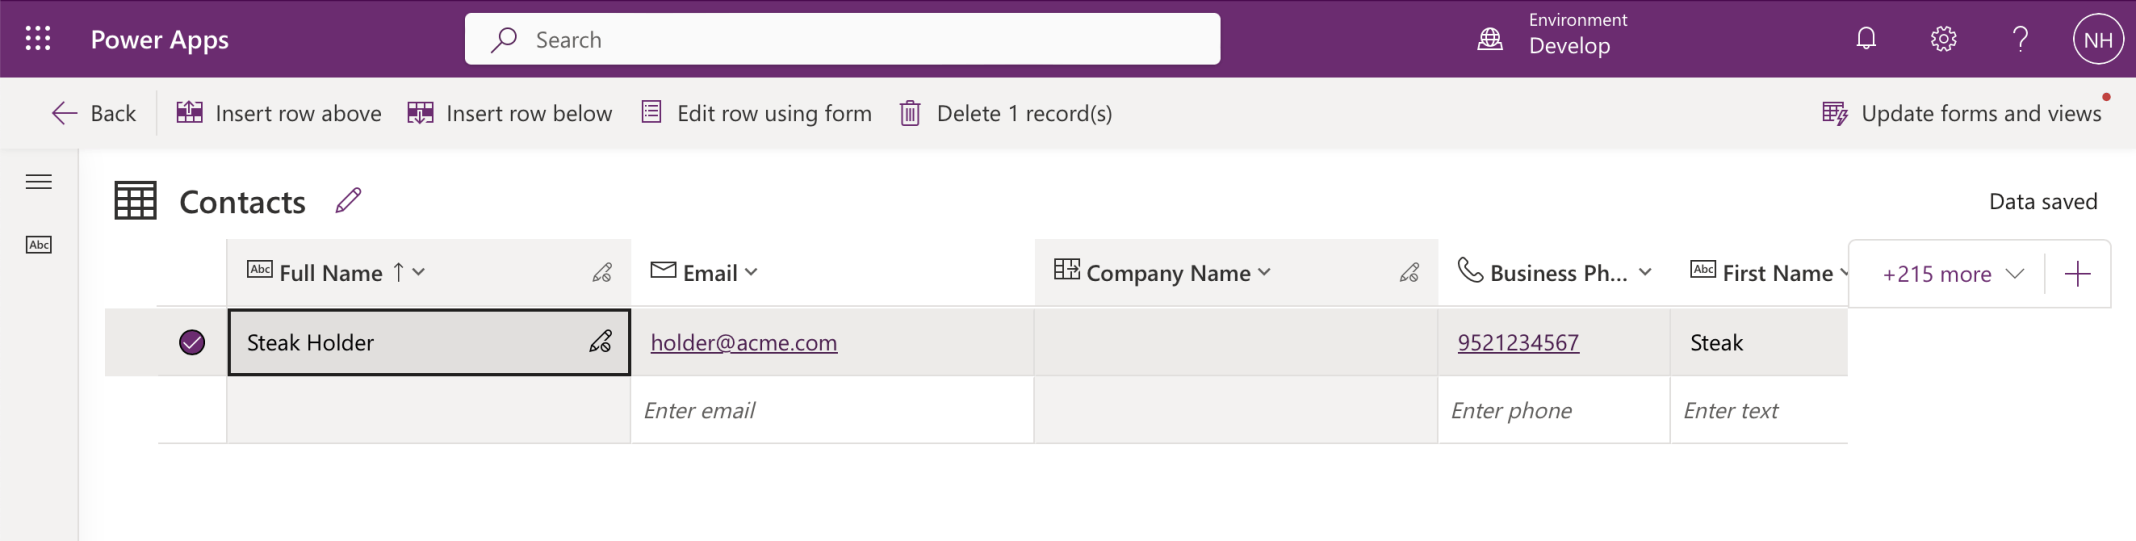 Power Apps
Search
Environment
Develop
NH
Back
Insert row above
Insert row below
Edit row using form
Delete 1 record(s)
Update forms and views
Contacts
Data saved
Abc
Abc Full Name ↑
Email
Company Name
Business Ph...
Abc First Name
+215 more
Steak Holder
holder@acme.com
9521234567
Steak
Enter email
Enter phone
Enter text